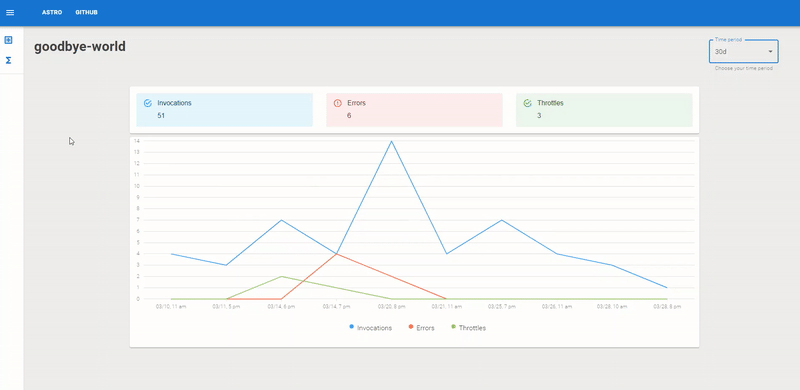 ASTRO GITHUB
goodbye-world
Time period
30d
Choose your time period
Invocations
51
Errors
6
Throttles
3
14
13
12
11
10
9
8
7
6
5
4
3
2
1
0
03/10, 11 am 03/11, 5 pm 03/14, 6 pm 03/14, 7 pm 03/20, 8 pm 03/21, 11 am 03/25, 7 pm 03/26, 11 am 03/28, 10 am 03/28, 8 pm
Invocations Errors Throttles